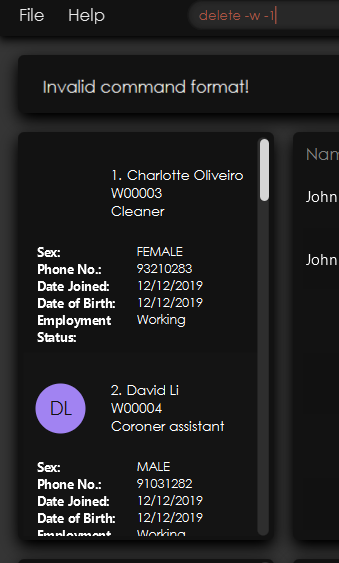 File Help delete -w -1
Invalid command format!
1. Charlotte Oliveiro
W00003
Cleaner
Sex: FEMALE
Phone No.: 93210283
Date Joined: 12/12/2019
Date of Birth: 12/12/2019
Employment Working
Status:
DL
2. David Li
W00004
Coroner assistant
Sex: MALE
Phone No.: 91031282
Date Joined: 12/12/2019
Date of Birth: 12/12/2019
Employment Working
Nam
John
John